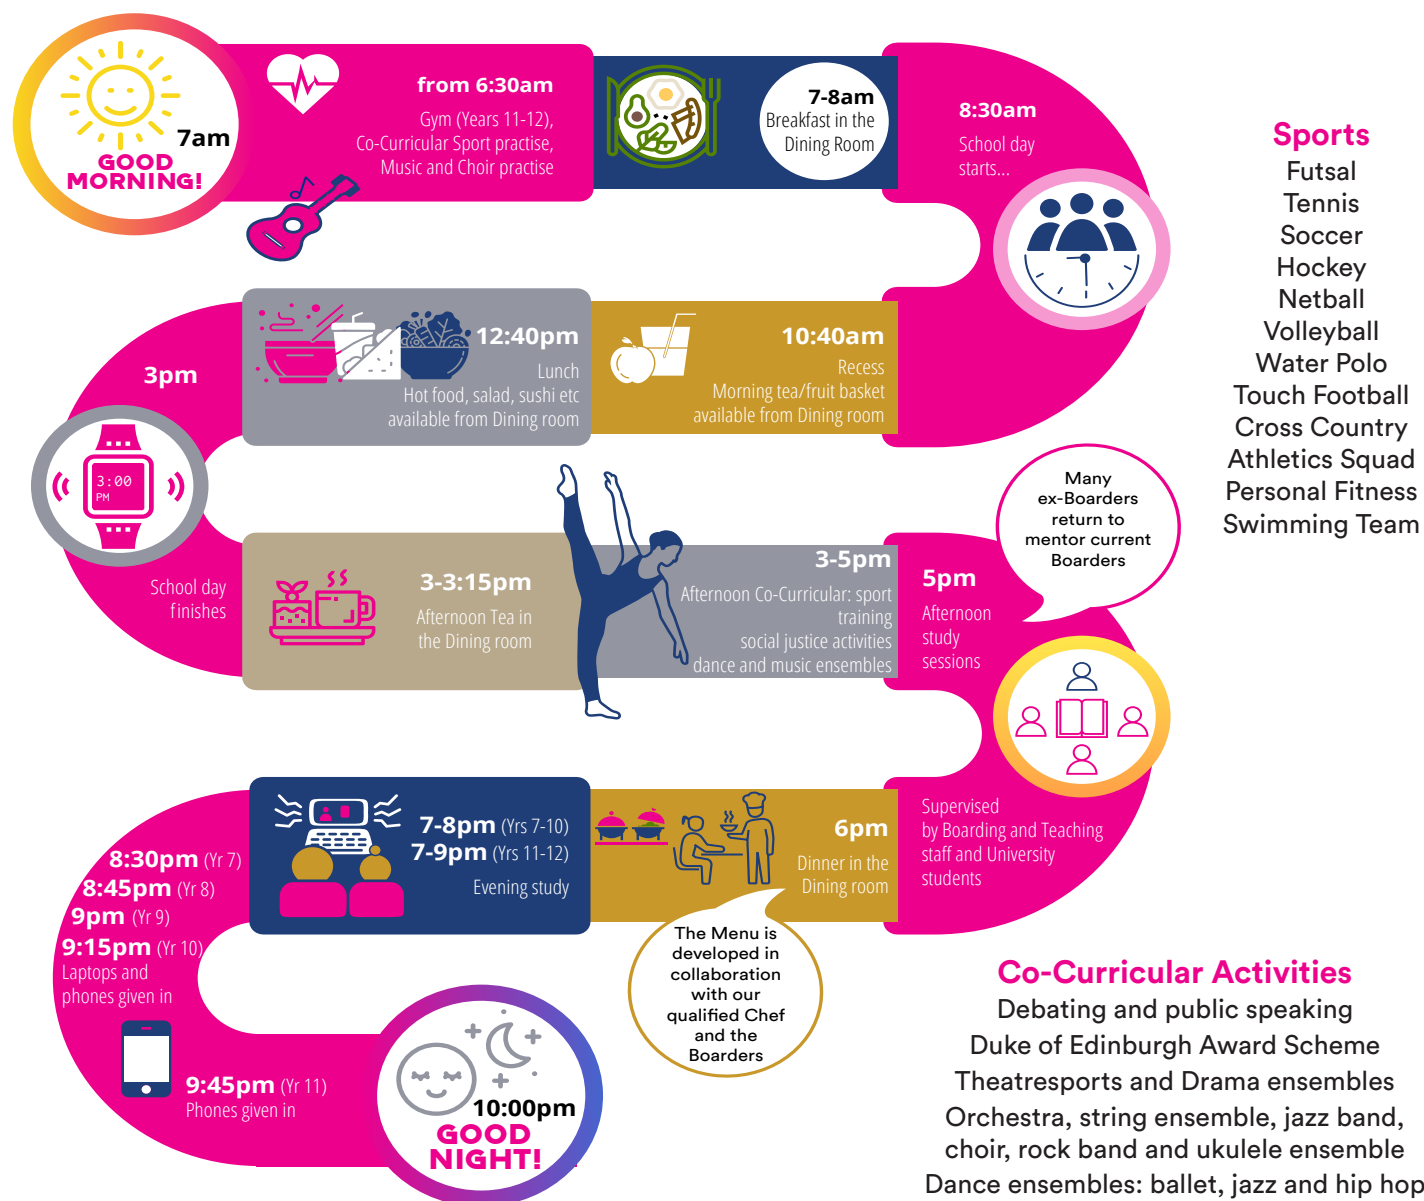 7am
GOOD
MORNING!
from 6:30am
Gym (Years 11-12),
Co-Curricular Sport practise,
Music and Choir practise
7-8am
Breakfast in the
Dining Room
8:30am
School day
starts...
10:40am
Recess
Morning tea/fruit basket
available from Dining room
12:40pm
Lunch
Hot food, salad, sushi etc
available from Dining room
3pm
3:00
PM
School day
finishes
3-3:15pm
Afternoon Tea in
the Dining room
3-5pm
Afternoon Co-Curricular: sport
training
social justice activities
dance and music ensembles
5pm
Afternoon
study
sessions
Many
ex-Boarders
return to
mentor current
Boarders
Supervised
by Boarding and Teaching
staff and University
students
6pm
Dinner in the
Dining room
The Menu is
developed in
collaboration
with our
qualified Chef
and the
Boarders
7-8pm (Yrs 7-10)
7-9pm (Yrs 11-12)
Evening study
8:30pm (Yr 7)
8:45pm (Yr 8)
9pm (Yr 9)
9:15pm (Yr 10)
Laptops and
phones given in
9:45pm (Yr 11)
Phones given in
10:00pm
GOOD
NIGHT!
Sports
Futsal
Tennis
Soccer
Hockey
Netball
Volleyball
Water Polo
Touch Football
Cross Country
Athletics Squad
Personal Fitness
Swimming Team
Co-Curricular Activities
Debating and public speaking
Duke of Edinburgh Award Scheme
Theatresports and Drama ensembles
Orchestra, string ensemble, jazz band,
choir, rock band and ukulele ensemble
Dance ensembles: ballet, jazz and hip hop